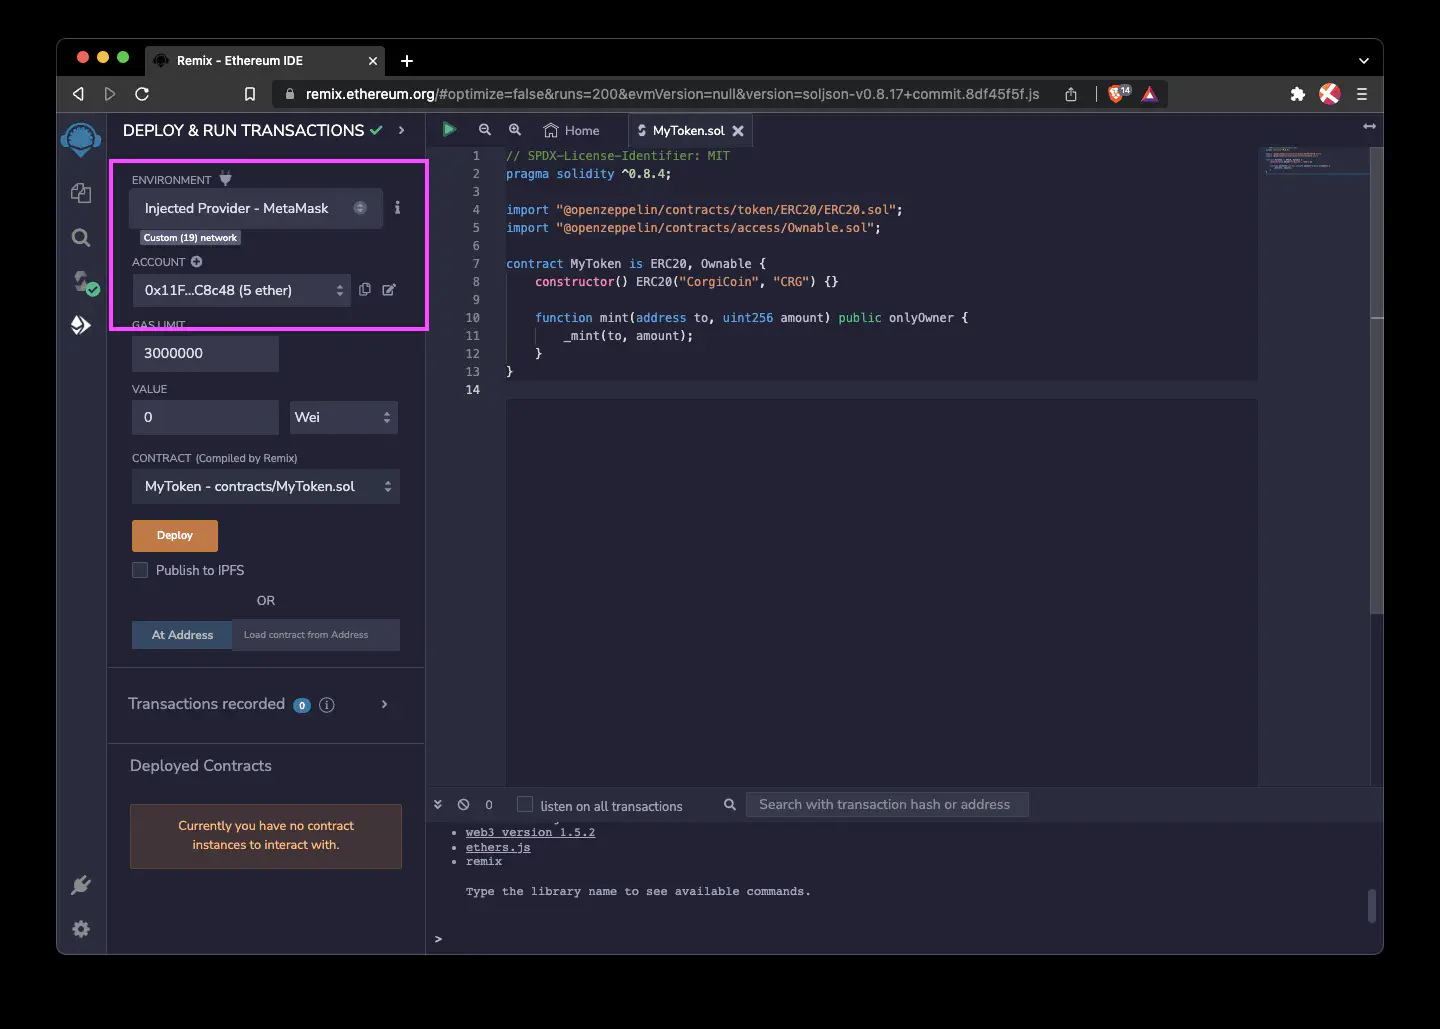 Remix - Ethereum IDE
remix.ethereum.org/#optimize=false&runs=200&evmVersion=null&version=soljson-v0.8.17+commit.8df45f5f.js
14
DEPLOY & RUN TRANSACTIONS
ENVIRONMENT
Injected Provider - MetaMask
Custom (19) network
ACCOUNT
0x11F...C8c48 (5 ether)
GAS LIMIT
3000000
VALUE
0
Wei
CONTRACT (Compiled by Remix)
MyToken - contracts/MyToken.sol
Deploy
Publish to IPFS
OR
At Address
Load contract from Address
Transactions recorded 0
Deployed Contracts
Currently you have no contract
instances to interact with.
Home
MyToken.sol
1 // SPDX-License-Identifier: MIT
2 pragma solidity ^0.8.4;
3
4 import "@openzeppelin/contracts/token/ERC20/ERC20.sol";
5 import "@openzeppelin/contracts/access/Ownable.sol";
6
7 contract MyToken is ERC20, Ownable {
8 constructor() ERC20("CorgiCoin", "CRG") {}
9
10 function mint(address to, uint256 amount) public onlyOwner {
11 _mint(to, amount);
12 }
13 }
14
0
listen on all transactions
Search with transaction hash or address
web3 version 1.5.2
ethers.js
remix
Type the library name to see available commands.
>